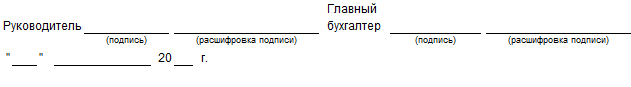 Главный
Руководитель бухгалтер
(подпись) (расшифровка подписи) (подпись) (расшифровка подписи)
" " 20 г.